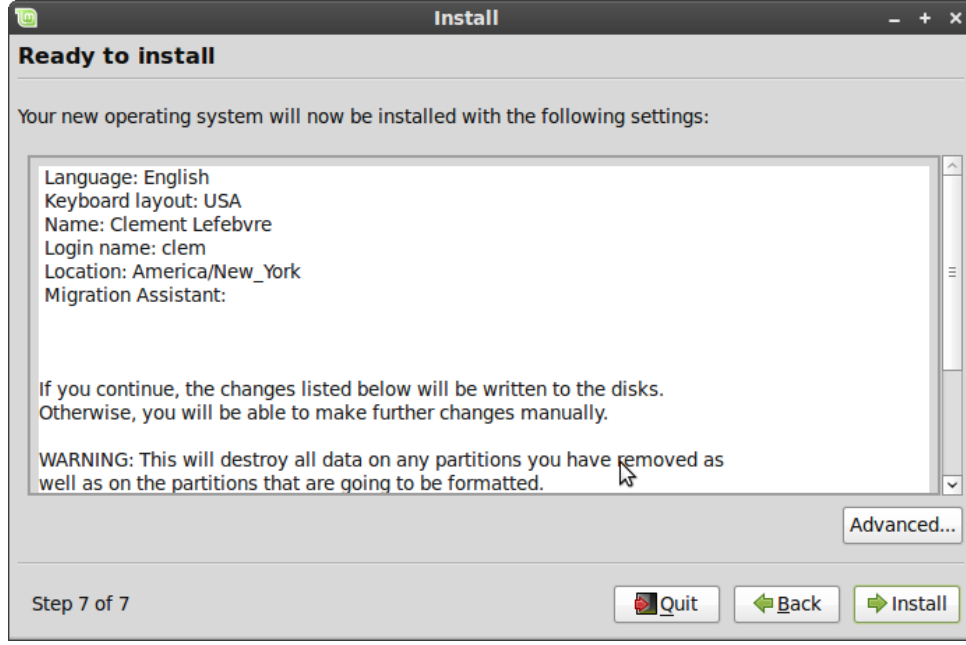 Install
Ready to install
Your new operating system will now be installed with the following settings:
Language: English
Keyboard layout: USA
Name: Clement Lefebvre
Login name: clem
Location: America/New_York
Migration Assistant:
If you continue, the changes listed below will be written to the disks.
Otherwise, you will be able to make further changes manually.
WARNING: This will destroy all data on any partitions you have removed as
well as on the partitions that are going to be formatted.
Advanced...
Step 7 of 7
Quit
Back
Install